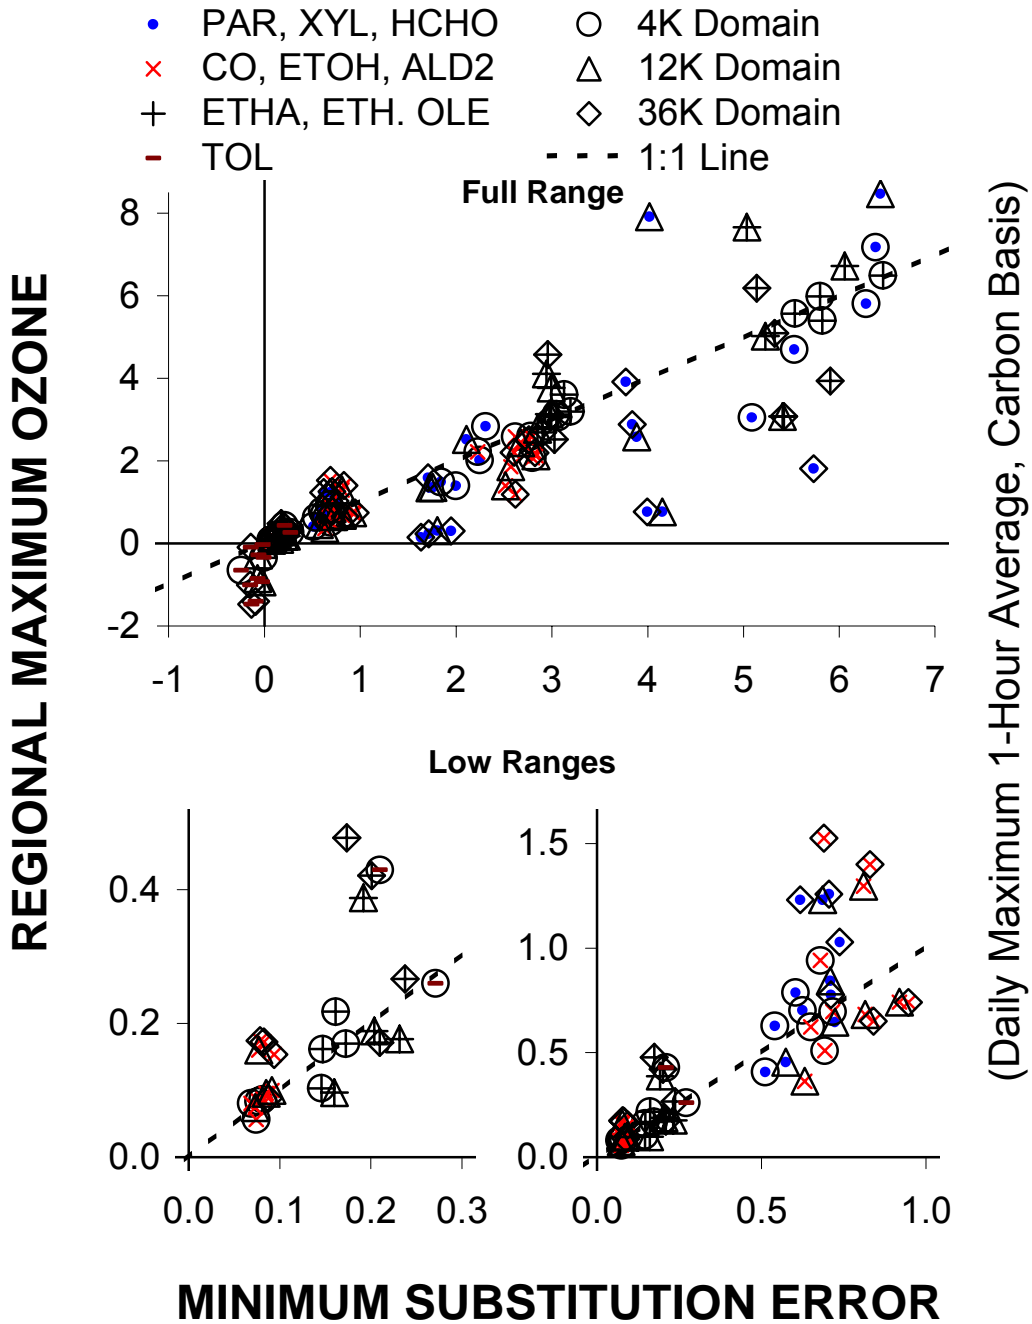 PAR, XYL, HCHO
4K Domain
CO, ETOH, ALD2
12K Domain
ETHA, ETH. OLE
36K Domain
TOL
1:1 Line
Full Range
REGIONAL MAXIMUM OZONE
(Daily Maximum 1-Hour Average, Carbon Basis)
8
6
4
2
0
-2
-1 0 1 2 3 4 5 6 7
Low Ranges
0.4
0.2
0.0
0.0 0.1 0.2 0.3
1.5
1.0
0.5
0.0
0.0 0.5 1.0
MINIMUM SUBSTITUTION ERROR